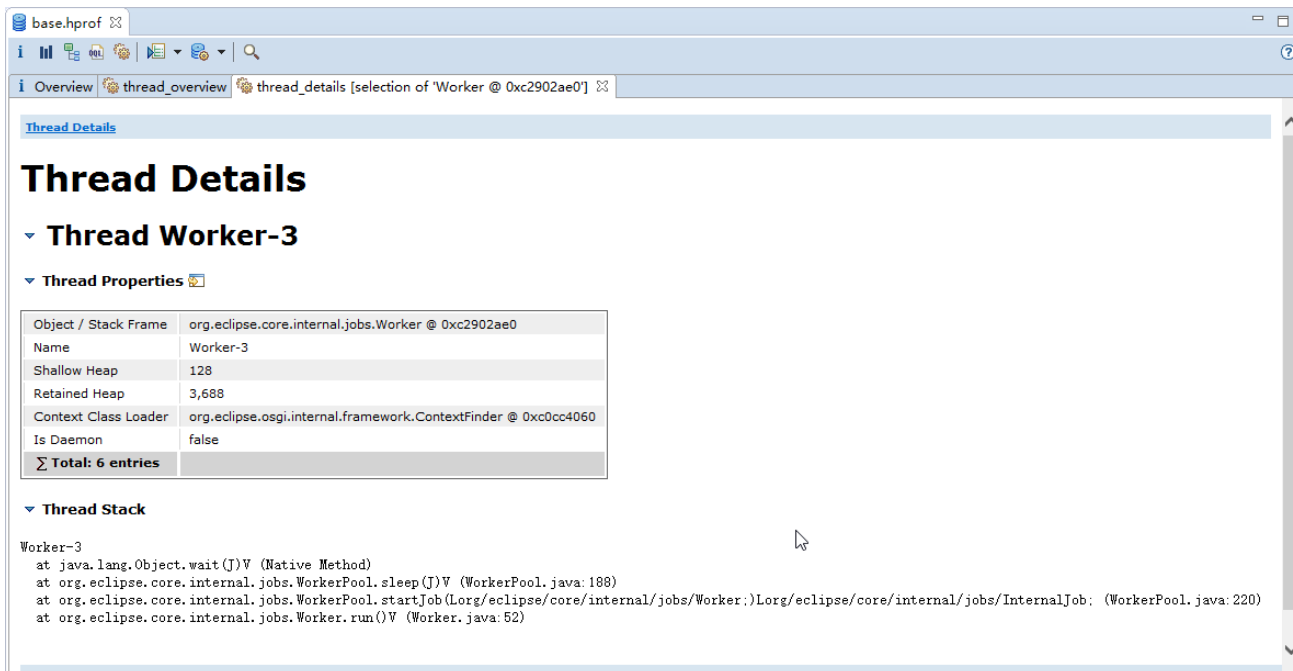 base.hprof
i OQL
i Overview thread_overview thread_details [selection of 'Worker @ 0xc2902ae0']
Thread Details
Thread Details
Thread Worker-3
Thread Properties
Object / Stack Frame org.eclipse.core.internal.jobs.Worker @ 0xc2902ae0
Name Worker-3
Shallow Heap 128
Retained Heap 3,688
Context Class Loader org.eclipse.osgi.internal.framework.ContextFinder @ 0xc0cc4060
Is Daemon false
∑ Total: 6 entries
Thread Stack
Worker-3
at java.lang.Object.wait(J)V (Native Method)
at org.eclipse.core.internal.jobs.WorkerPool.sleep(J)V (WorkerPool.java:188)
at org.eclipse.core.internal.jobs.WorkerPool.startJob(Lorg/eclipse/core/internal/jobs/Worker;)Lorg/eclipse/core/internal/jobs/InternalJob; (WorkerPool.java:220)
at org.eclipse.core.internal.jobs.Worker.run()V (Worker.java:52)